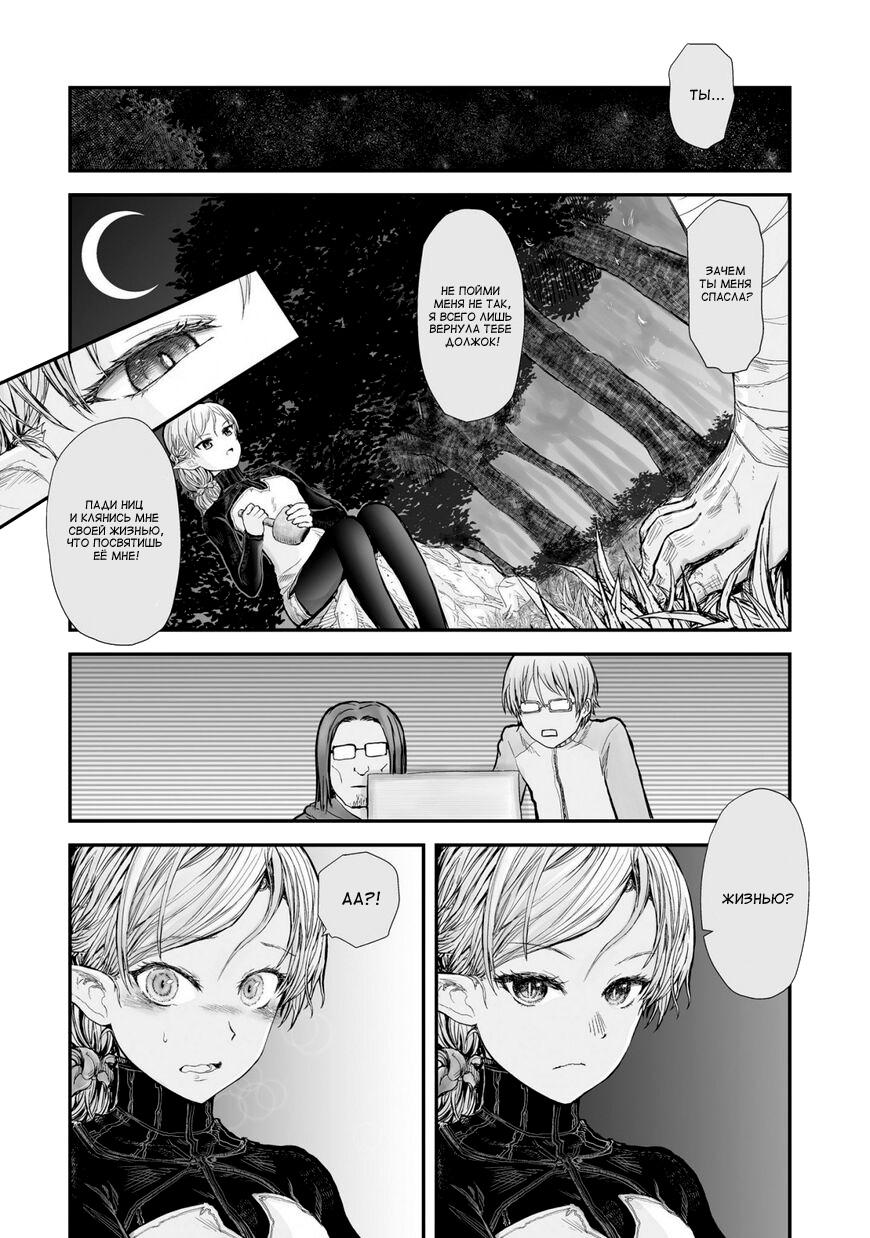 ТЫ...
ЗАЧЕМ
ТЫ МЕНЯ
СПАСЛА?
НЕ ПОЙМИ
МЕНЯ НЕ ТАК,
Я ВСЕГО ЛИШЬ
ВЕРНУЛА ТЕБЕ
ДОЛЖОК!
ПАДИ НИЦ
И КЛЯНИСЬ МНЕ
СВОЕЙ ЖИЗНЬЮ,
ЧТО ПОСВЯТИШЬ
ЕЁ МНЕ!
ЖИЗНЬЮ?
АА?!